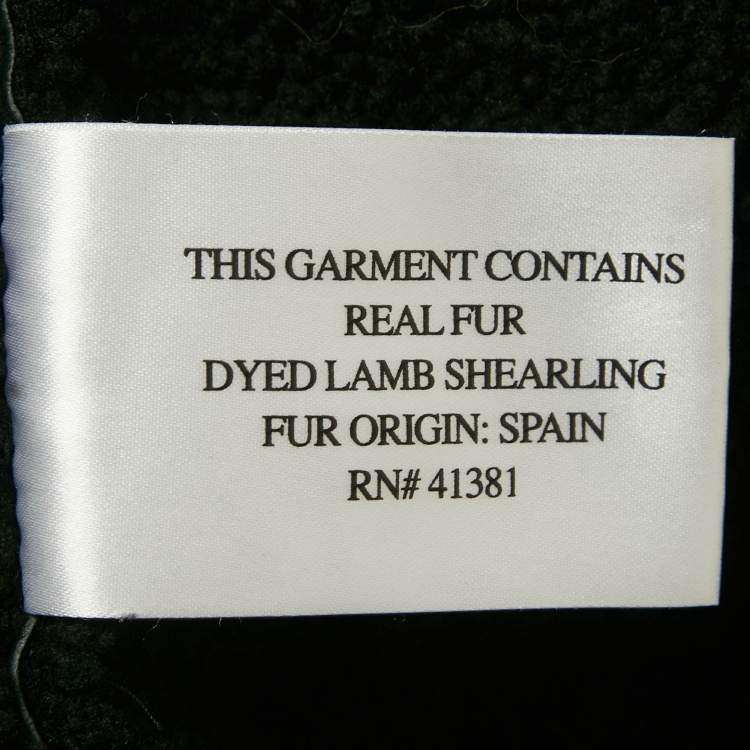 THIS GARMENT CONTAINS
REAL FUR
DYED LAMB SHEARLING
FUR ORIGIN: SPAIN
RN# 41381